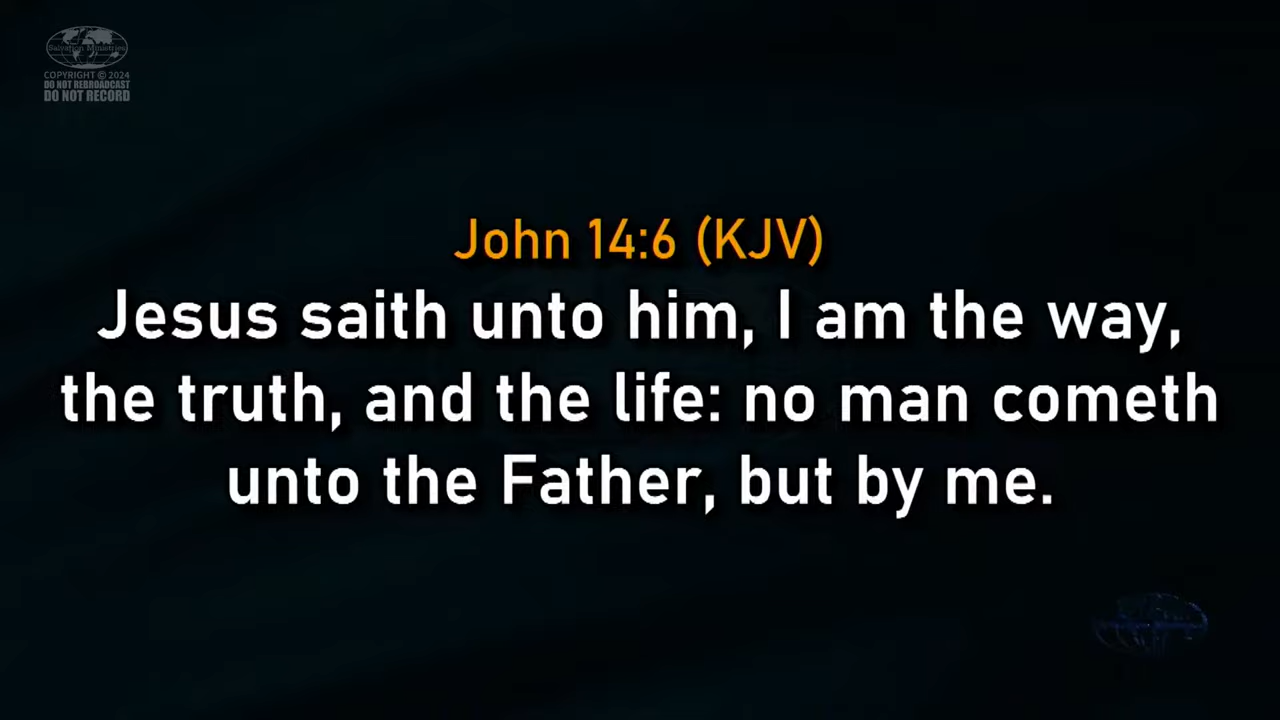 Salvation Ministries
COPYRIGHT © 2024
DO NOT REBROADCAST
DO NOT RECORD
John 14:6 (KJV)
Jesus saith unto him, I am the way,
the truth, and the life: no man cometh
unto the Father, but by me.